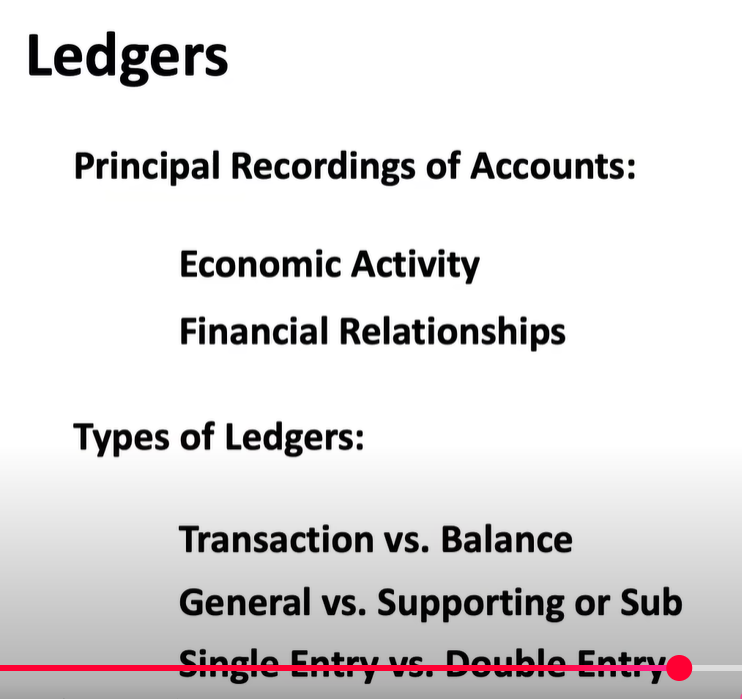 Ledgers
Principal Recordings of Accounts:
Economic Activity
Financial Relationships
Types of Ledgers:
Transaction vs. Balance
General vs. Supporting or Sub
Single Entry vs. Double Entry